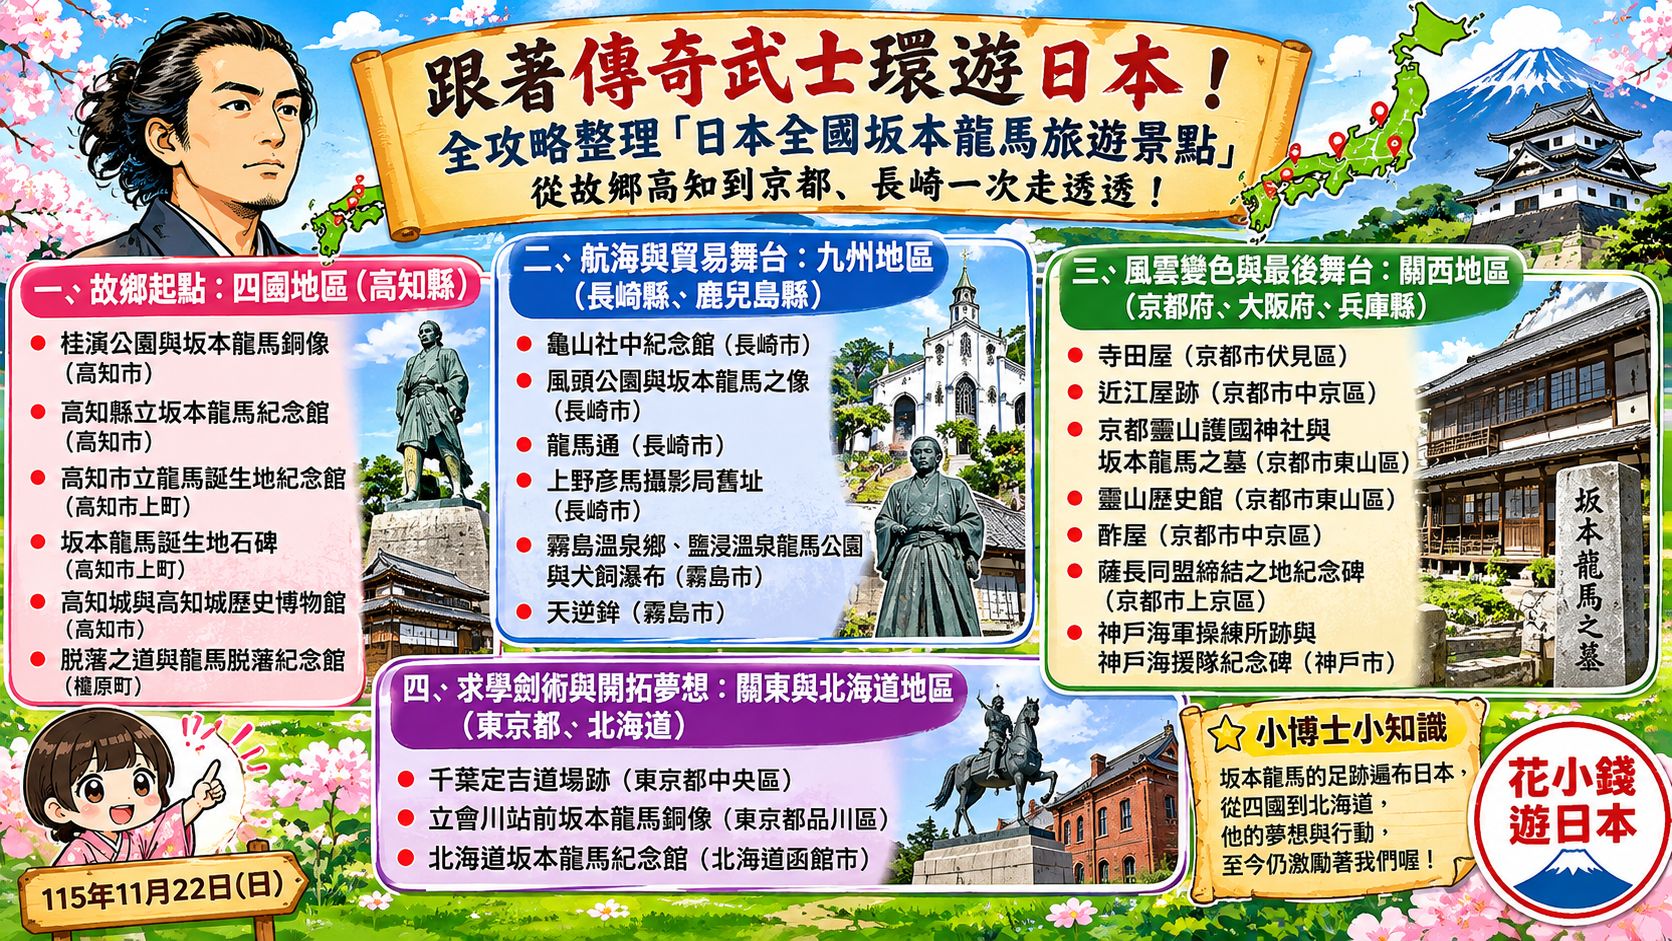 跟著傳奇武士環遊日本！
全攻略整理「日本全國坂本龍馬旅遊景點」
從故鄉高知到京都、長崎一次走透透！
一、故鄉起點：四國地區（高知縣）
桂濱公園與坂本龍馬銅像
（高知市）
高知縣立坂本龍馬紀念館
（高知市）
高知市立龍馬誕生地紀念館
（高知市上町）
坂本龍馬誕生地石碑
（高知市上町）
高知城與高知城歷史博物館
（高知市）
脫落之道與龍馬脫藩紀念館
（檮原町）
二、航海與貿易舞台：九州地區
（長崎縣、鹿兒島縣）
龜山社中紀念館（長崎市）
風頭公園與坂本龍馬之像
（長崎市）
龍馬通（長崎市）
上野彥馬攝影局舊址
（長崎市）
霧島溫泉鄉、鹽浸溫泉龍馬公園
與犬飼瀑布（霧島市）
天逆鉾（霧島市）
三、風雲變色與最後舞台：關西地區
（京都府、大阪府、兵庫縣）
寺田屋（京都市伏見區）
近江屋跡（京都市中京區）
京都靈山護國神社與
坂本龍馬之墓（京都市東山區）
靈山歷史館（京都市東山區）
酢屋（京都市中京區）
薩長同盟締結之地紀念碑
（京都市上京區）
神戶海軍操練所跡與
神戶海援隊紀念碑（神戶市）
坂本龍馬之墓
四、求學劍術與開拓夢想：關東與北海道地區
（東京都、北海道）
千葉定吉道場跡（東京都中央區）
立會川站前坂本龍馬銅像（東京都品川區）
北海道坂本龍馬紀念館（北海道函館市）
小博士小知識
坂本龍馬的足跡遍布日本，
從四國到北海道，
他的夢想與行動，
至今仍激勵著我們喔！
花小錢
遊日本
115年11月22日(日)